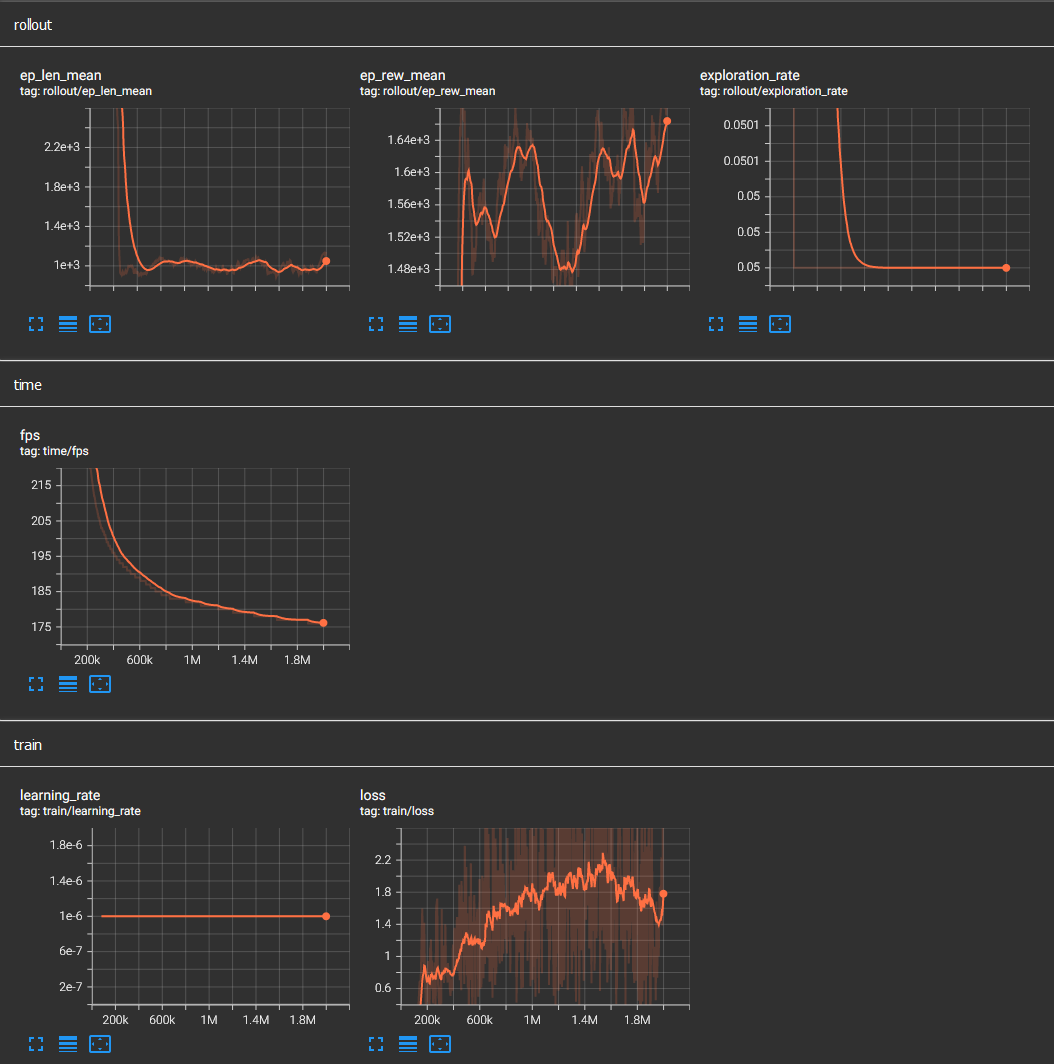 rollout
ep_len_mean
tag: rollout/ep_len_mean
2.2e+3
1.8e+3
1.4e+3
1e+3
ep_rew_mean
tag: rollout/ep_rew_mean
1.64e+3
1.6e+3
1.56e+3
1.52e+3
1.48e+3
exploration_rate
tag: rollout/exploration_rate
0.0501
0.0501
0.05
0.05
0.05
time
fps
tag: time/fps
215
205
195
185
175
200k 600k 1M 1.4M 1.8M
train
learning_rate
tag: train/learning_rate
1.8e-6
1.4e-6
1e-6
6e-7
2e-7
200k 600k 1M 1.4M 1.8M
loss
tag: train/loss
2.2
1.8
1.4
1
0.6
200k 600k 1M 1.4M 1.8M